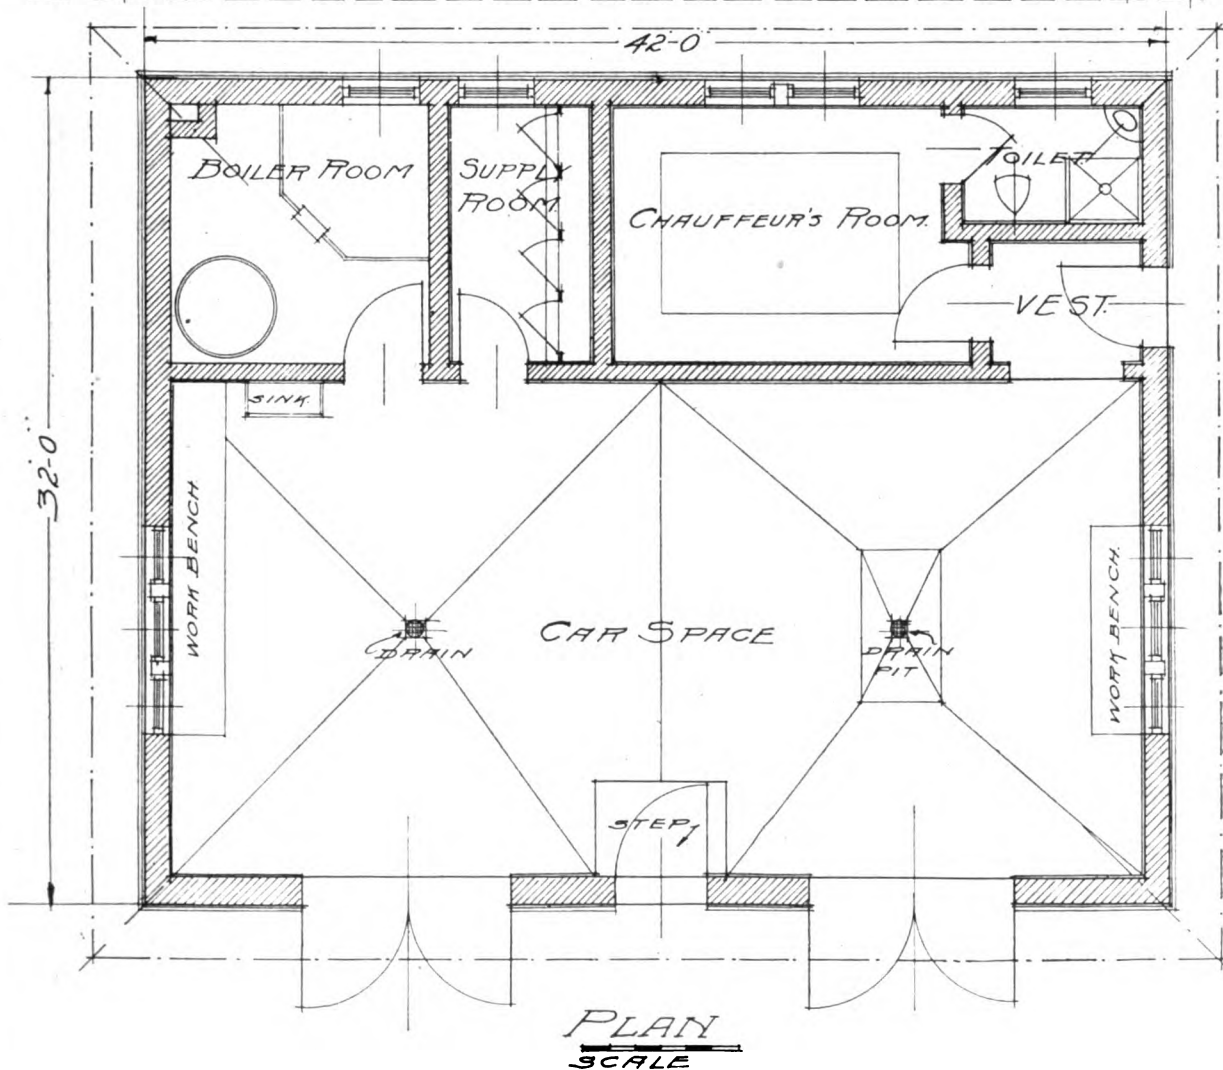 42-0
BOILER ROOM
SUPPLY
ROOM
CHAUFFEUR'S ROOM.
TOILET
VEST.
32-0
SINK.
WORK BENCH.
CAR SPACE
DRAIN
DRAIN
PIT
WORK BENCH.
STEP
PLAN
SCALE